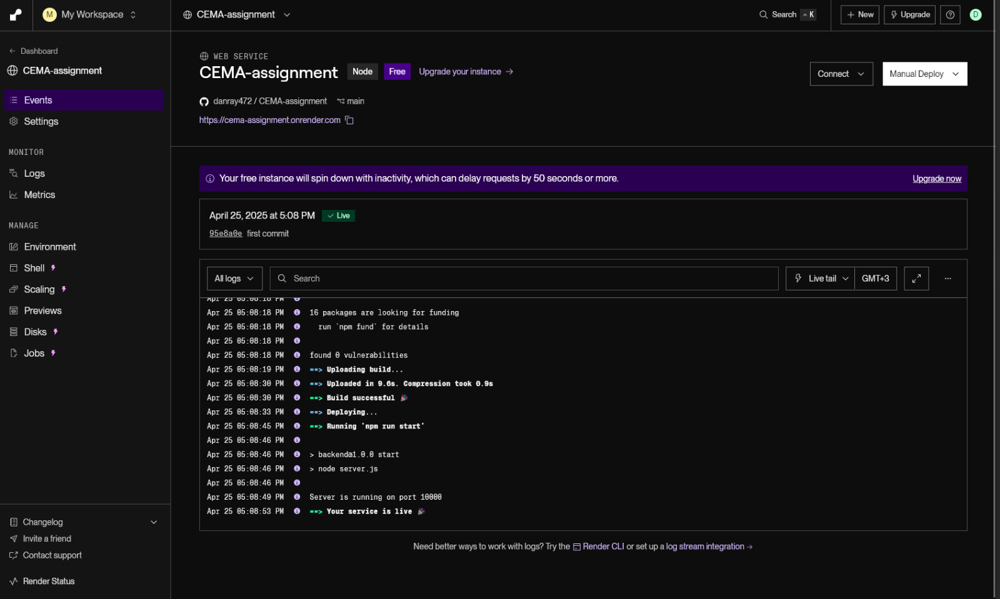 M My Workspace
CEMA-assignment
Search ^ K
+ New
Upgrade
D
Dashboard
CEMA-assignment
Events
Settings
MONITOR
Logs
Metrics
MANAGE
Environment
Shell
Scaling
Previews
Disks
Jobs
Changelog
Invite a friend
Contact support
Render Status
WEB SERVICE
CEMA-assignment Node Free Upgrade your instance →
Connect
Manual Deploy
danray472 / CEMA-assignment main
https://cema-assignment.onrender.com
Your free instance will spin down with inactivity, which can delay requests by 50 seconds or more.
Upgrade now
April 25, 2025 at 5:08 PM ✓ Live
95e8a0e first commit
All logs
Search
Live tail
GMT+3
...
Apr 25 05:08:18 PM
Apr 25 05:08:18 PM 16 packages are looking for funding
Apr 25 05:08:18 PM run `npm fund` for details
Apr 25 05:08:18 PM
Apr 25 05:08:18 PM found 0 vulnerabilities
Apr 25 05:08:19 PM ==> Uploading build...
Apr 25 05:08:30 PM ==> Uploaded in 9.6s. Compression took 0.9s
Apr 25 05:08:30 PM ==> Build successful 🎉
Apr 25 05:08:33 PM ==> Deploying...
Apr 25 05:08:45 PM ==> Running 'npm run start'
Apr 25 05:08:46 PM
Apr 25 05:08:46 PM > backend@1.0.0 start
Apr 25 05:08:46 PM > node server.js
Apr 25 05:08:46 PM
Apr 25 05:08:49 PM Server is running on port 10000
Apr 25 05:08:53 PM ==> Your service is live 🎉
Need better ways to work with logs? Try the Render CLI or set up a log stream integration →